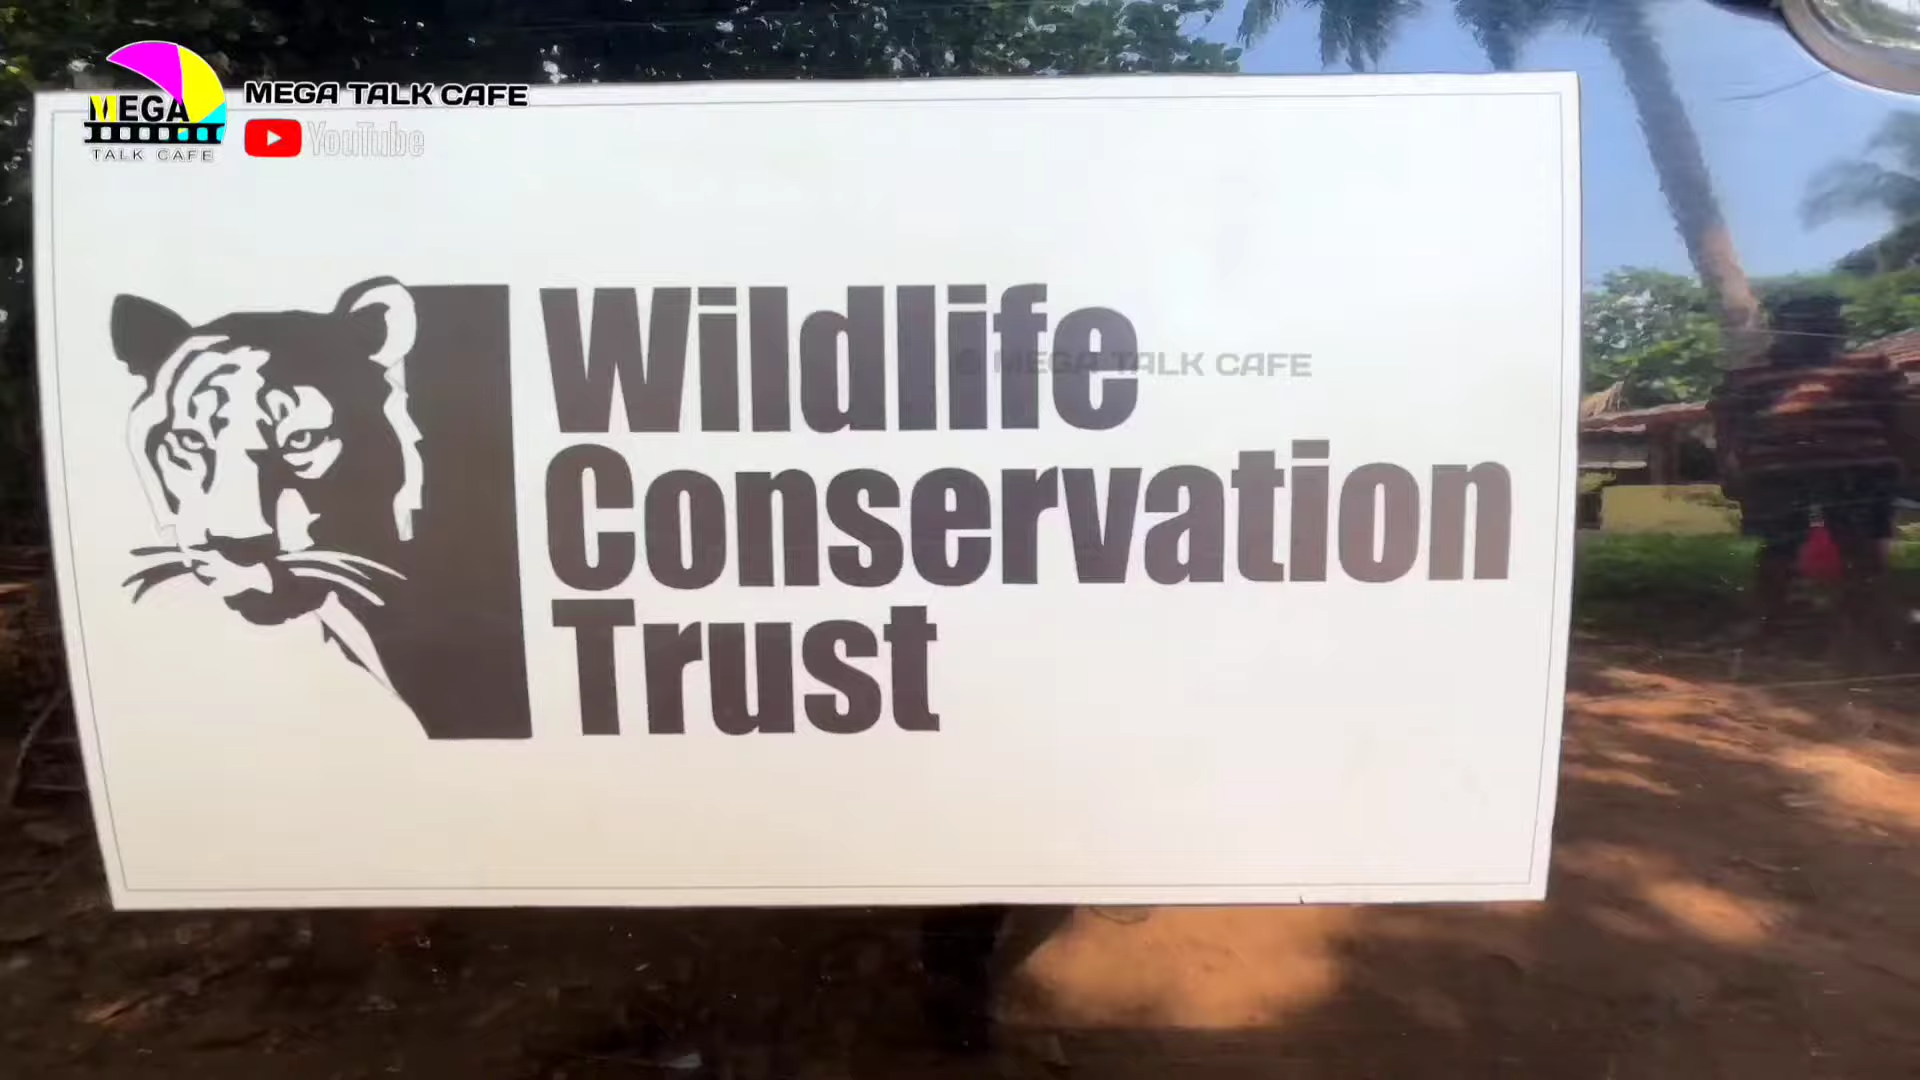 MEGA TALK CAFE
MEGA
TALK CAFE
YouTube
Wildlife
© MEGA TALK CAFE
Conservation
Trust